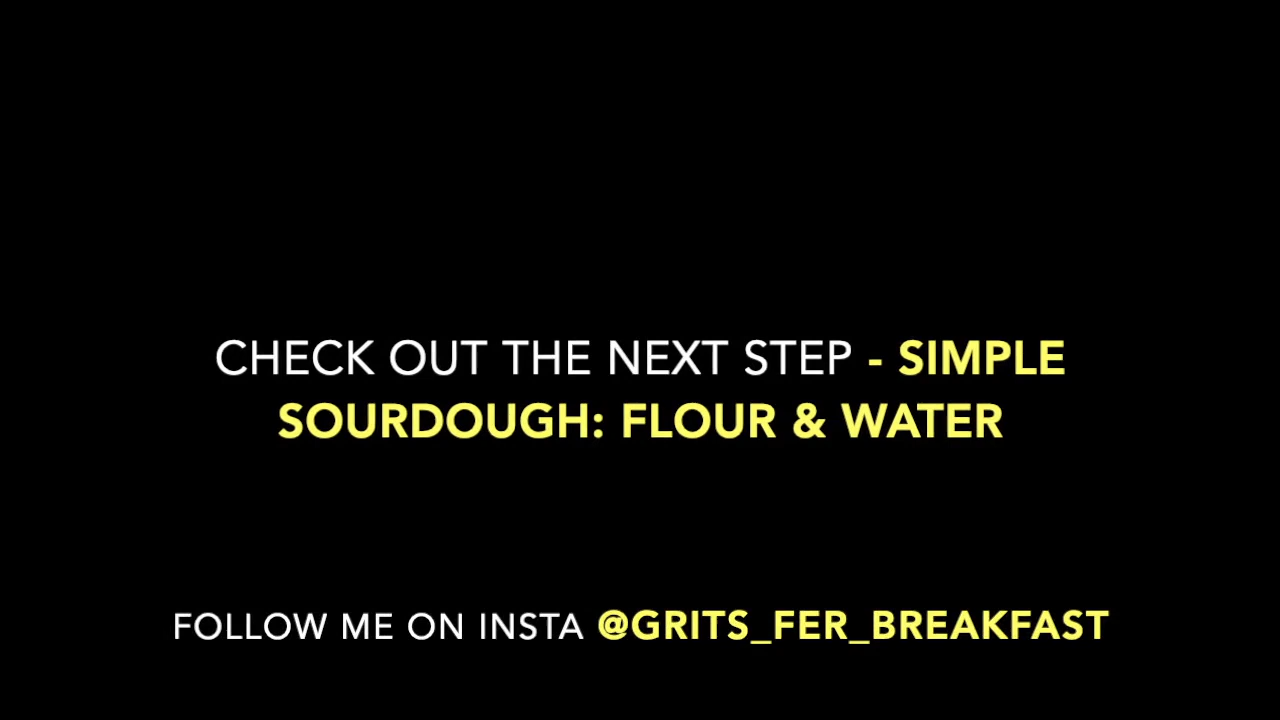 CHECK OUT THE NEXT STEP - SIMPLE
SOURDOUGH: FLOUR & WATER
FOLLOW ME ON INSTA @GRITS_FER_BREAKFAST